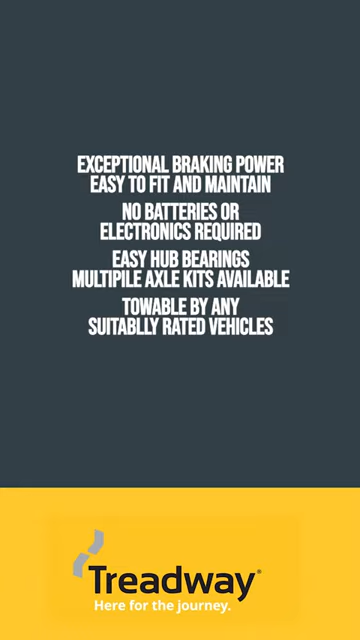 EXCEPTIONAL BRAKING POWER
EASY TO FIT AND MAINTAIN
NO BATTERIES OR
ELECTRONICS REQUIRED
EASY HUB BEARINGS
MULTIPILE AXLE KITS AVAILABLE
TOWABLE BY ANY
SUITABLLY RATED VEHICLES
Treadway®
Here for the journey.